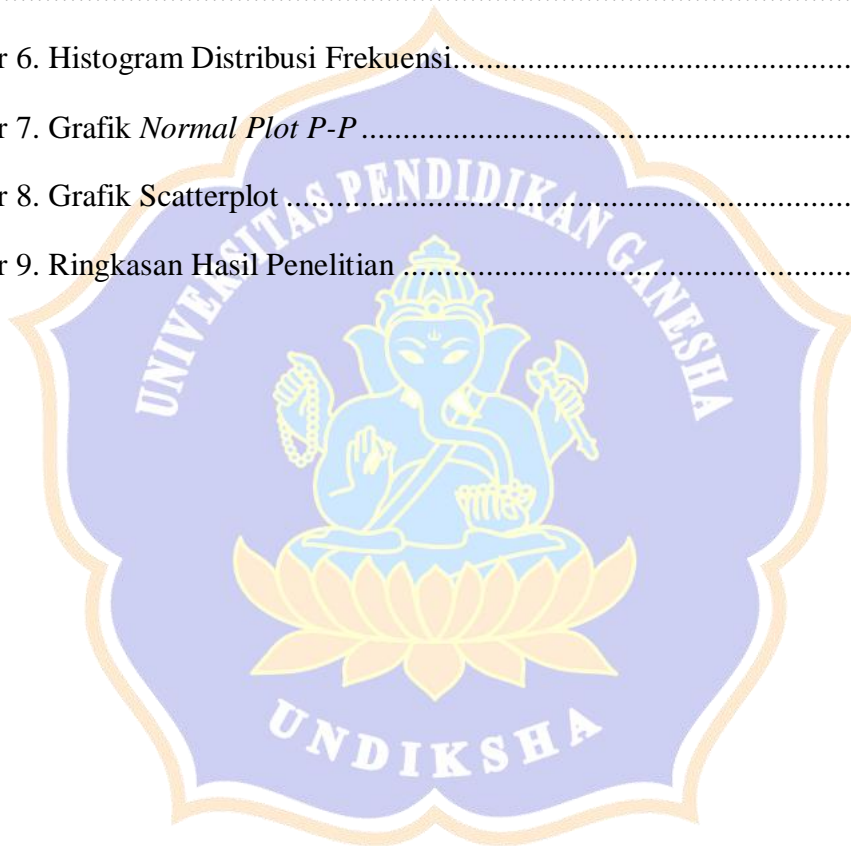 r 6. Histogram Distribusi Frekuensi.............................................
r 7. Grafik Normal Plot P-P..........................................................
r 8. Grafik Scatterplot...................................................................
r 9. Ringkasan Hasil Penelitian.....................................................
UNIVERSITAS PENDIDIKAN GANESHA
UNDIKSHA